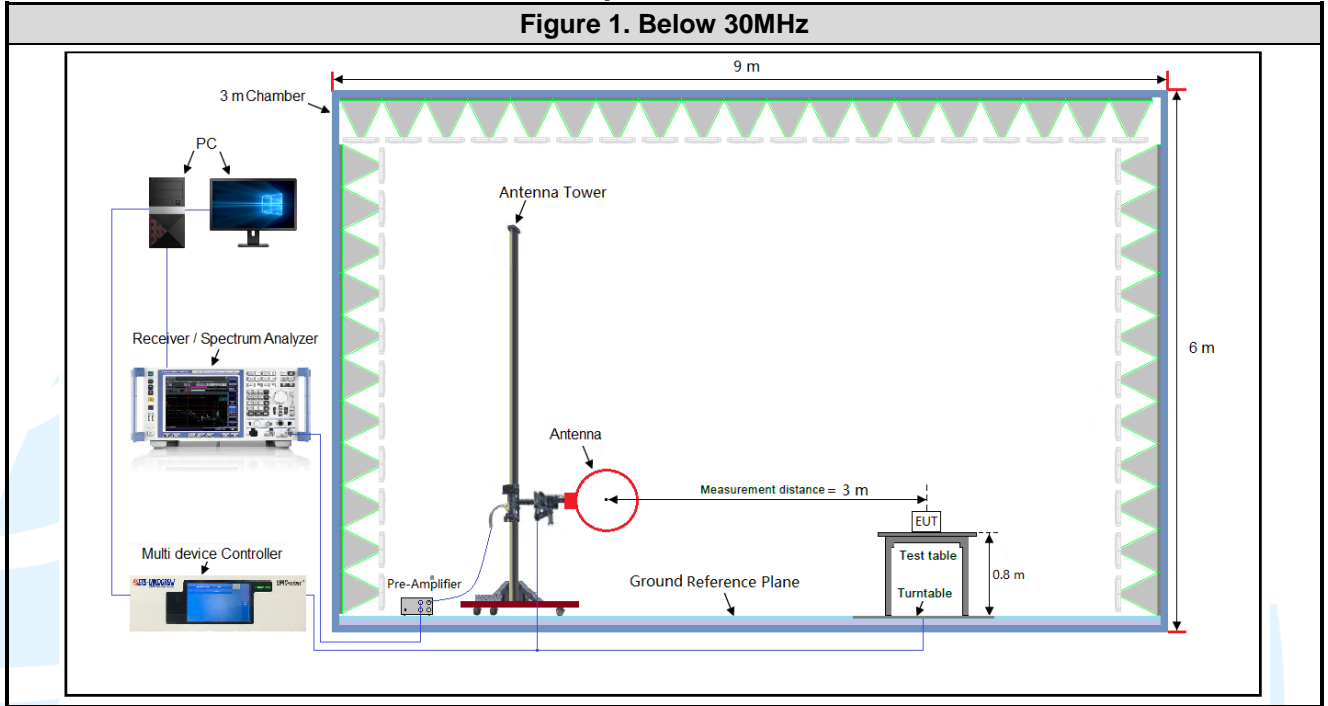 Figure 1. Below 30MHz
9 m
3 m Chamber
PC
Antenna Tower
Receiver / Spectrum Analyzer
6 m
Antenna
Measurement distance = 3 m
EUT
Multi device Controller
Test table
0.8 m
Pre-Amplifier
Ground Reference Plane
Turntable